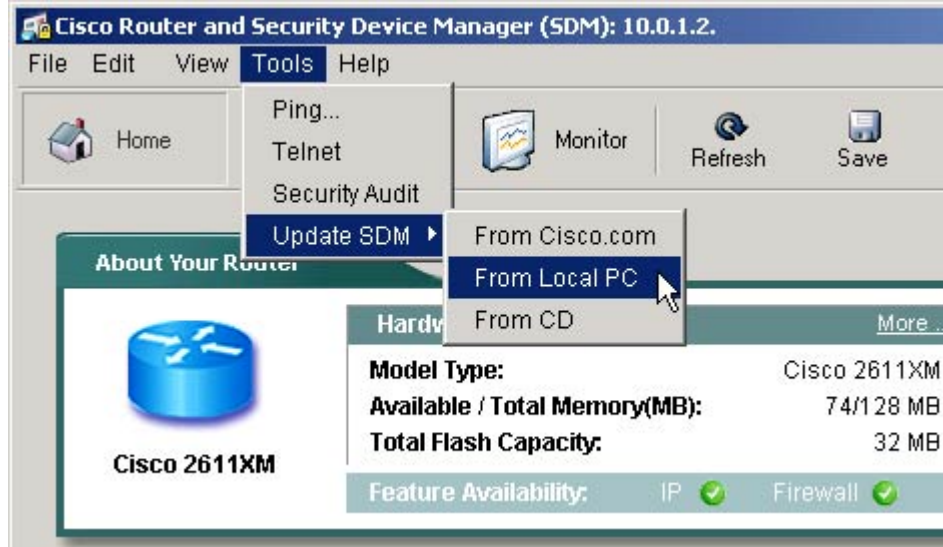 Cisco Router and Security Device Manager (SDM): 10.0.1.2.
File Edit View Tools Help
Home
Monitor
Refresh
Save
Ping...
Telnet
Security Audit
Update SDM
From Cisco.com
From Local PC
From CD
About Your Router
More ..
Model Type: Cisco 2611XM
Available / Total Memory(MB): 74/128 MB
Total Flash Capacity: 32 MB
Cisco 2611XM
Feature Availability: IP Firewall